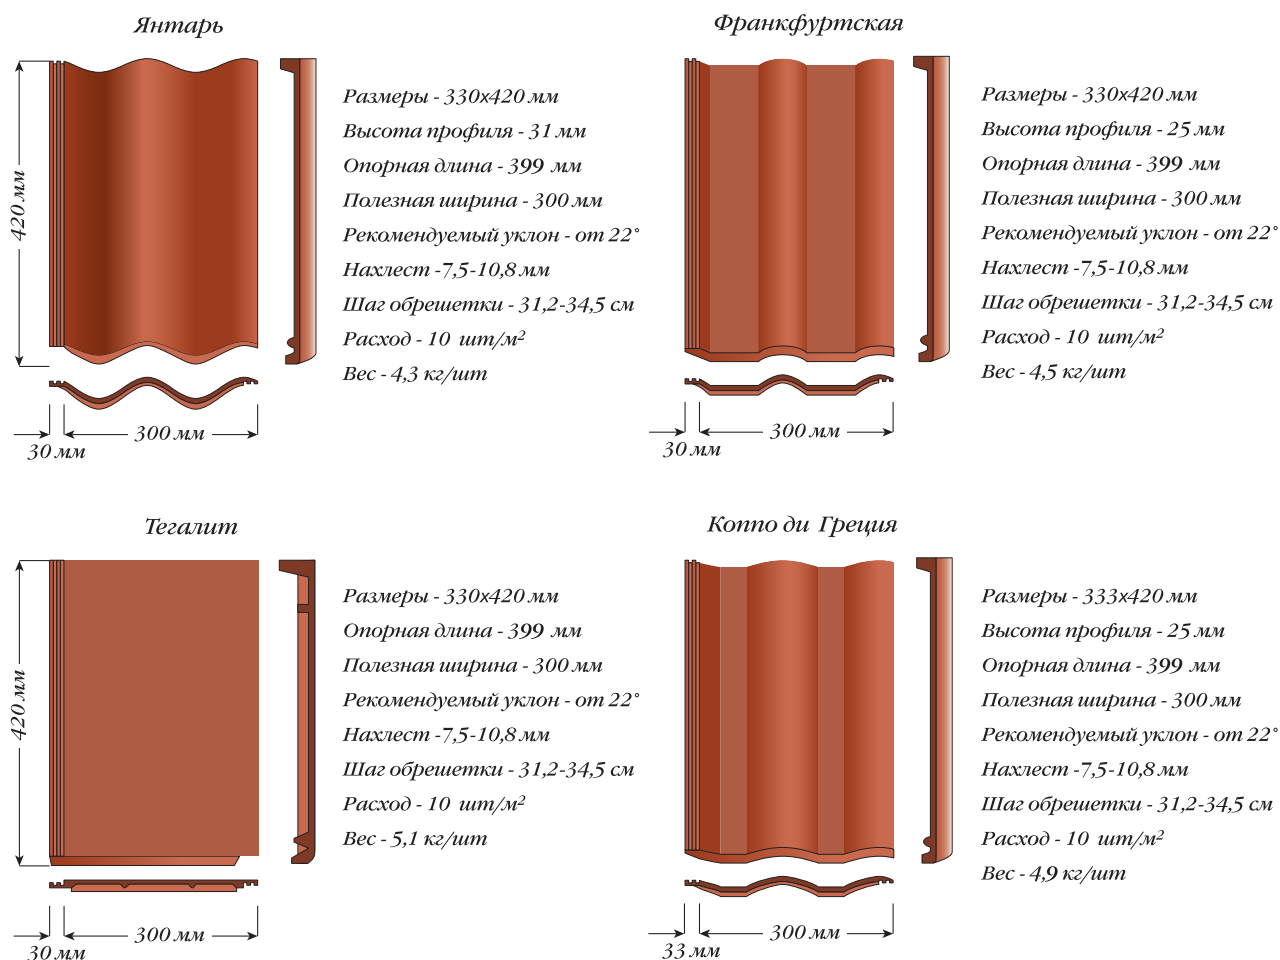 Янтарь
420 мм
30 мм
300 мм
Размеры - 330х420 мм
Высота профиля - 31 мм
Опорная длина - 399 мм
Полезная ширина - 300 мм
Рекомендуемый уклон - от 22°
Нахлест -7,5-10,8 мм
Шаг обрешетки - 31,2-34,5 см
Расход - 10 шт/м²
Вес - 4,3 кг/шт
Франкфуртская
30 мм
300 мм
Размеры - 330х420 мм
Высота профиля - 25 мм
Опорная длина - 399 мм
Полезная ширина - 300 мм
Рекомендуемый уклон - от 22°
Нахлест -7,5-10,8 мм
Шаг обрешетки - 31,2-34,5 см
Расход - 10 шт/м²
Вес - 4,5 кг/шт
Тегалит
420 мм
30 мм
300 мм
Размеры - 330х420 мм
Опорная длина - 399 мм
Полезная ширина - 300 мм
Рекомендуемый уклон - от 22°
Нахлест -7,5-10,8 мм
Шаг обрешетки - 31,2-34,5 см
Расход - 10 шт/м²
Вес - 5,1 кг/шт
Коппо ди Греция
33 мм
300 мм
Размеры - 333х420 мм
Высота профиля - 25 мм
Опорная длина - 399 мм
Полезная ширина - 300 мм
Рекомендуемый уклон - от 22°
Нахлест -7,5-10,8 мм
Шаг обрешетки - 31,2-34,5 см
Расход - 10 шт/м²
Вес - 4,9 кг/шт